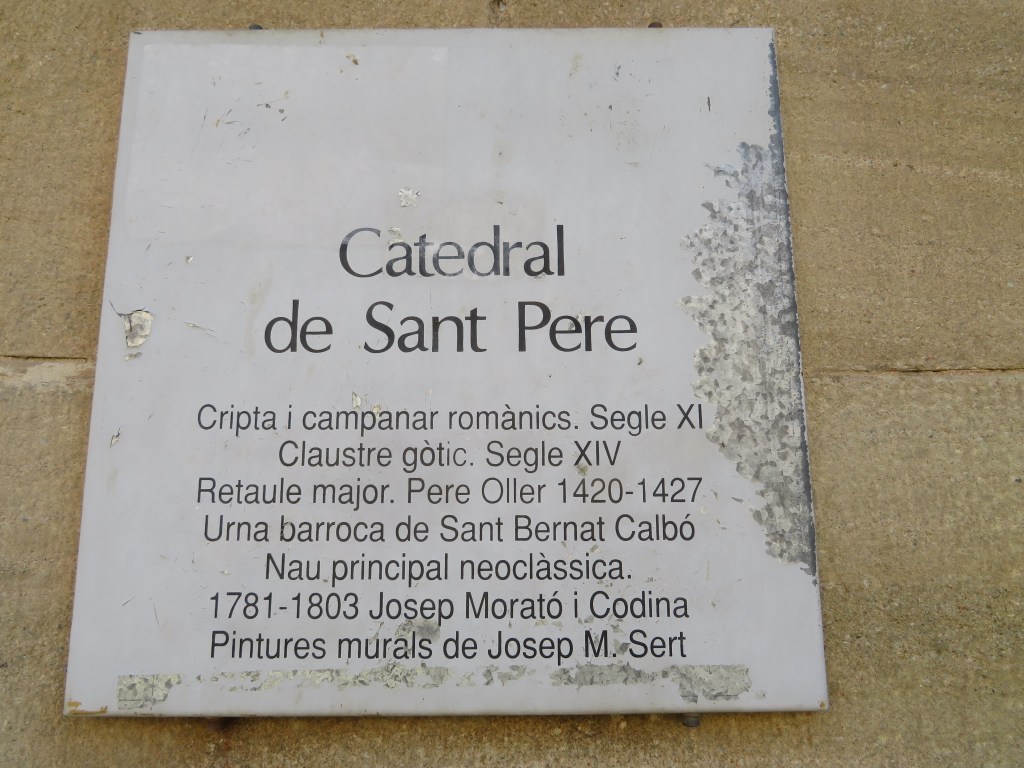 Catedral
de Sant Pere
Cripta i campanar romànics. Segle XI
Claustre gòtic. Segle XIV
Retaule major. Pere Oller 1420-1427
Urna barroca de Sant Bernat Calbó
Nau principal neoclàssica.
1781-1803 Josep Morató i Codina
Pintures murals de Josep M. Sert